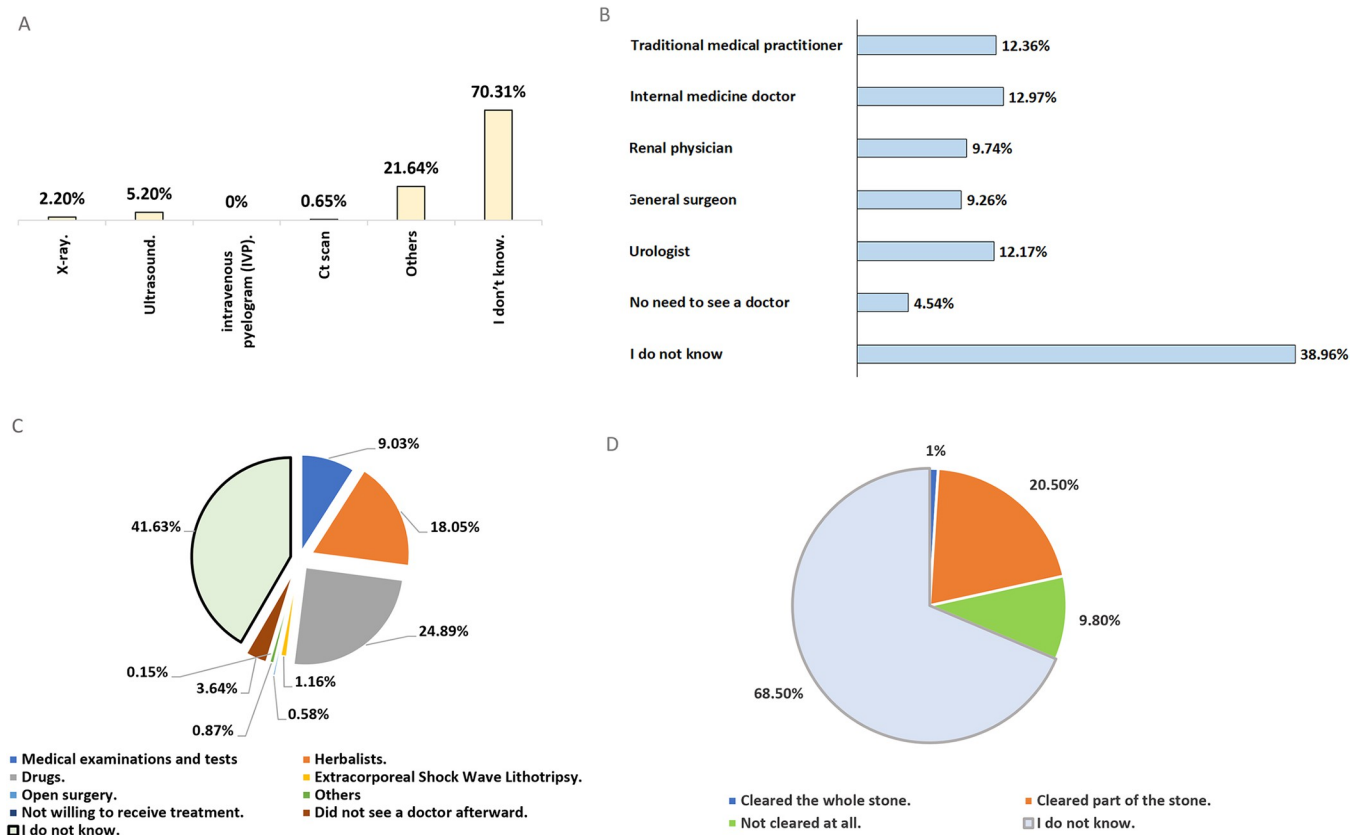 A
2.20%
5.20%
0%
0.65%
21.64%
70.31%
X-ray.
Ultrasound.
intravenous
pyelogram (IVP).
Ct scan
Others
I don't know.
B
Traditional medical practitioner
12.36%
Internal medicine doctor
12.97%
Renal physician
9.74%
General surgeon
9.26%
Urologist
12.17%
No need to see a doctor
4.54%
I do not know
38.96%
C
9.03%
18.05%
24.89%
1.16%
0.58%
0.87%
3.64%
0.15%
41.63%
Medical examinations and tests
Herbalists.
Drugs.
Extracorporeal Shock Wave Lithotripsy.
Open surgery.
Others
Not willing to receive treatment.
Did not see a doctor afterward.
I do not know.
D
1%
20.50%
9.80%
68.50%
Cleared the whole stone.
Cleared part of the stone.
Not cleared at all.
I do not know.